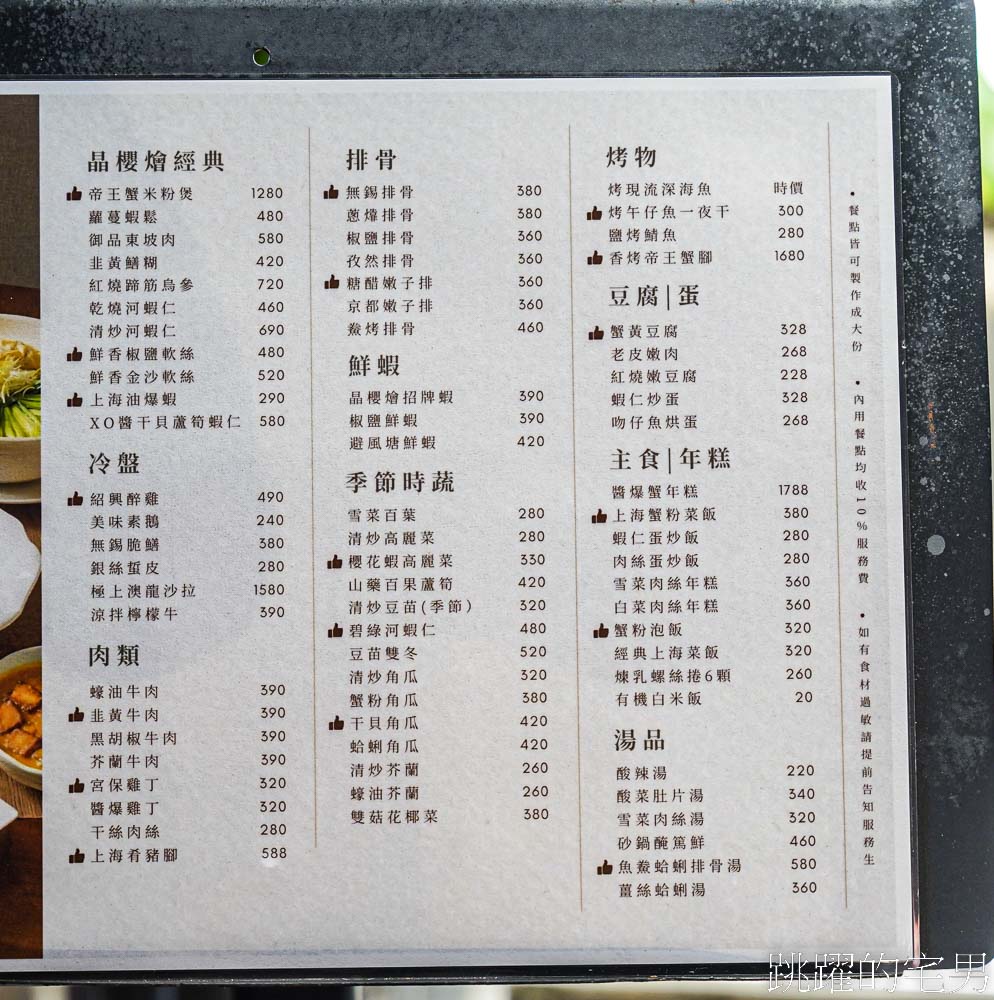 晶櫻燴經典
帝王蟹米粉煲 1280
蘿蔓蝦鬆 480
御品東坡肉 580
韭黃鱔糊 420
紅燒蹄筋烏參 720
乾燒河蝦仁 460
清炒河蝦仁 690
鮮香椒鹽軟絲 480
鮮香金沙軟絲 520
上海油爆蝦 290
XO醬干貝蘆筍蝦仁 580
冷盤
紹興醉雞 490
美味素鵝 240
無錫脆鱔 380
銀絲蜇皮 280
極上澳龍沙拉 1580
涼拌檸檬牛 390
肉類
蠔油牛肉 390
韭黃牛肉 390
黑胡椒牛肉 390
芥蘭牛肉 390
宮保雞丁 320
醬爆雞丁 320
干絲肉絲 280
上海肴豬腳 588
排骨
無錫排骨 380
蔥㸆排骨 380
椒鹽排骨 360
孜然排骨 360
糖醋嫩子排 360
京都嫩子排 360
鯗烤排骨 460
鮮蝦
晶櫻燴招牌蝦 390
椒鹽鮮蝦 390
避風塘鮮蝦 420
季節時蔬
雪菜百葉 280
清炒高麗菜 280
櫻花蝦高麗菜 330
山藥百果蘆筍 420
清炒豆苗(季節) 320
碧綠河蝦仁 480
豆苗雙冬 520
清炒角瓜 320
蟹粉角瓜 380
干貝角瓜 420
蛤蜊角瓜 420
清炒芥蘭 260
蠔油芥蘭 260
雙菇花椰菜 380
烤物
烤現流深海魚 時價
烤午仔魚一夜干 300
鹽烤鯖魚 280
香烤帝王蟹腳 1680
豆腐|蛋
蟹黃豆腐 328
老皮嫩肉 268
紅燒嫩豆腐 228
蝦仁炒蛋 328
吻仔魚烘蛋 268
主食|年糕
醬爆蟹年糕 1788
上海蟹粉菜飯 380
蝦仁蛋炒飯 280
肉絲蛋炒飯 280
雪菜肉絲年糕 360
白菜肉絲年糕 360
蟹粉泡飯 320
經典上海菜飯 320
煉乳螺絲捲6顆 260
有機白米飯 20
湯品
酸辣湯 220
酸菜肚片湯 340
雪菜肉絲湯 320
砂鍋醃篤鮮 460
魚鯗蛤蜊排骨湯 580
薑絲蛤蜊湯 360
•餐點皆可製作成大份 •內用餐點均收10%服務費 •如有食材過敏請提前告知服務生
跳躍的宅男